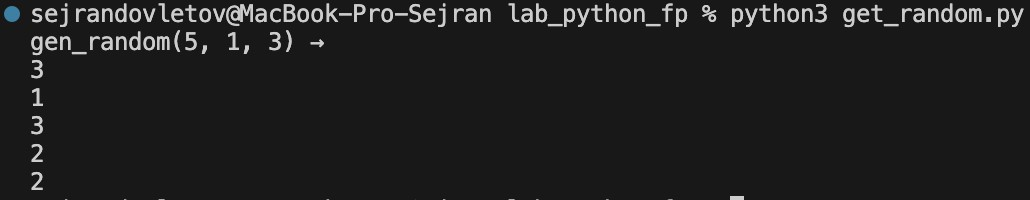 sejrandovletov@MacBook-Pro-Sejran lab_python_fp % python3 get_random.py
gen_random(5, 1, 3) →
3
1
3
2
2